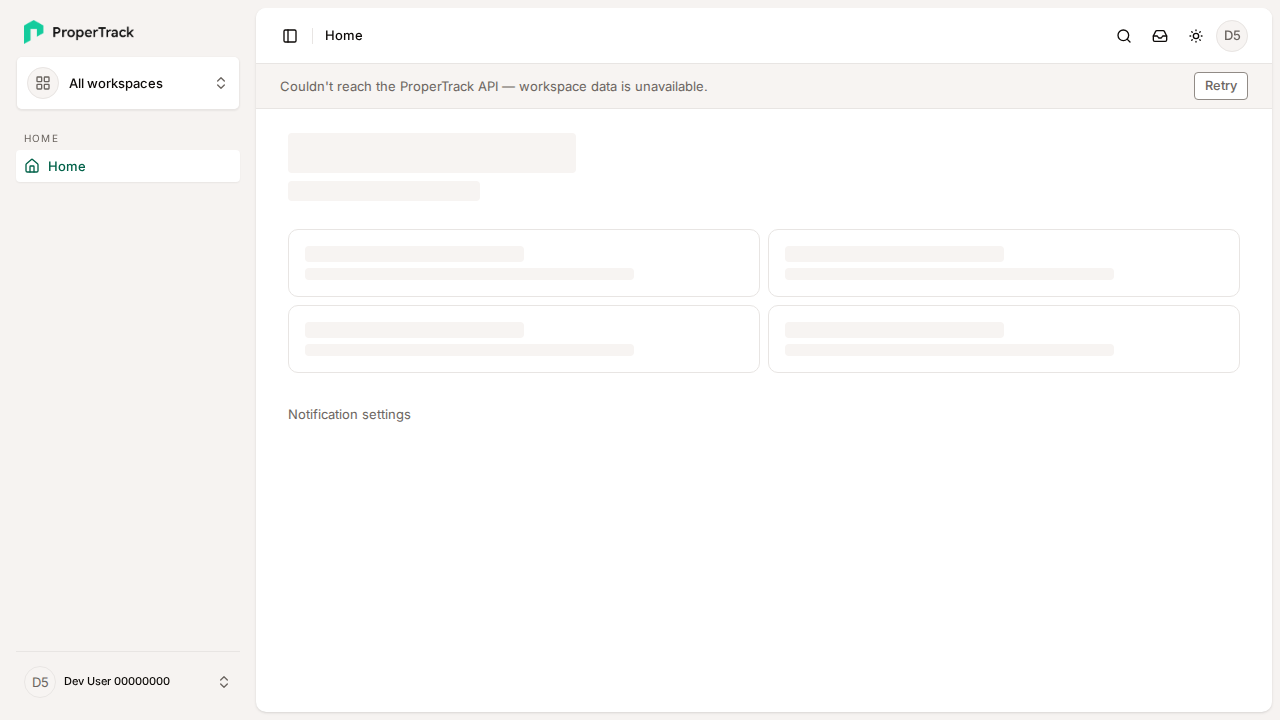 ProperTrack
All workspaces
HOME
Home
D5
Dev User 00000000
Home
D5
Couldn't reach the ProperTrack API — workspace data is unavailable.
Retry
Notification settings